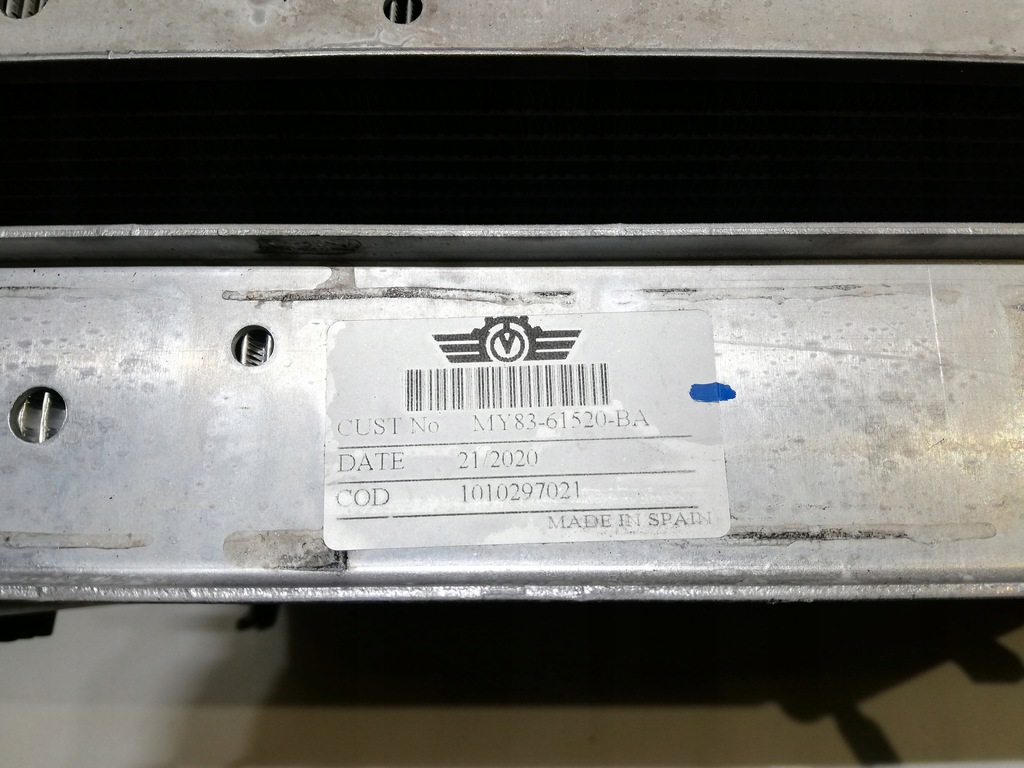 V
CUST No MY83-61520-BA
DATE 21/2020
COD 1010297021
MADE IN SPAIN